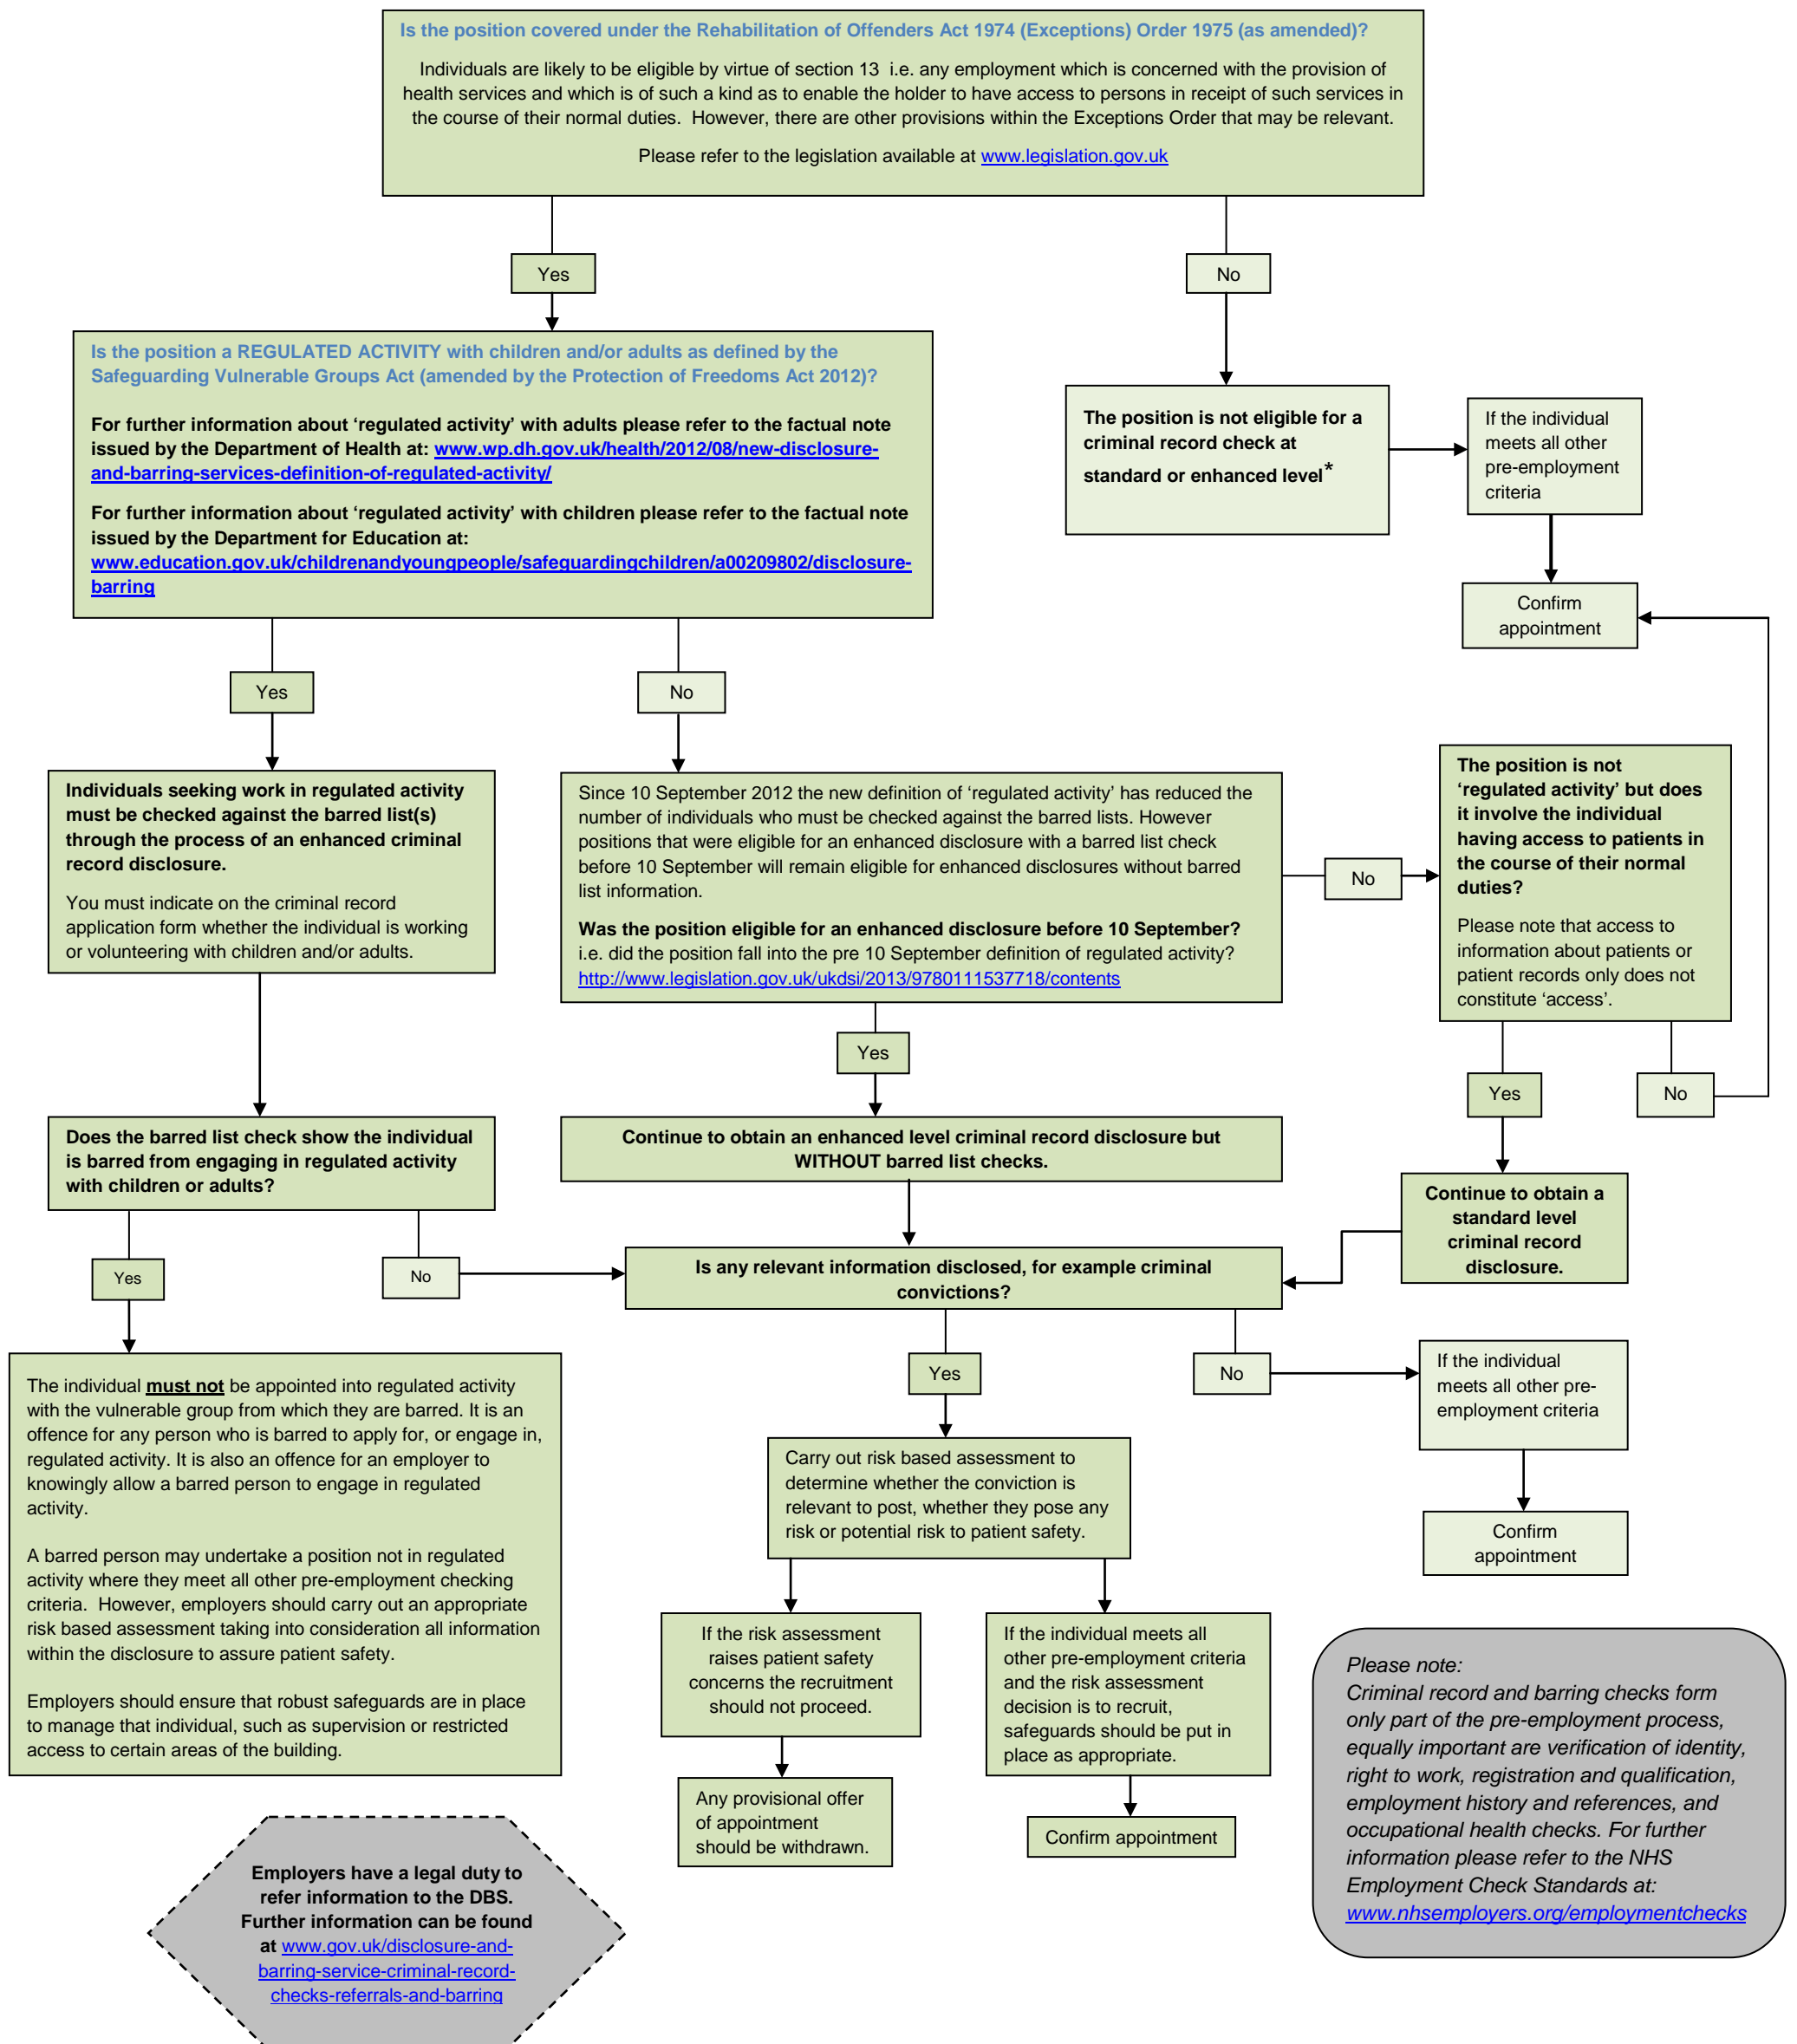 Is the position covered under the Rehabilitation of Offenders Act 1974 (Exceptions) Order 1975 (as amended)?
Individuals are likely to be eligible by virtue of section 13  i.e. any employment which is concerned with the provision of
health services and which is of such a kind as to enable the holder to have access to persons in receipt of such services in
the course of their normal duties.  However, there are other provisions within the Exceptions Order that may be relevant.
Please refer to the legislation available at www.legislation.gov.uk
Yes
No
Is the position a REGULATED ACTIVITY with children and/or adults as defined by the
Safeguarding Vulnerable Groups Act (amended by the Protection of Freedoms Act 2012)?
For further information about ‘regulated activity’ with adults please refer to the factual note
issued by the Department of Health at: www.wp.dh.gov.uk/health/2012/08/new-disclosure-
and-barring-services-definition-of-regulated-activity/
For further information about ‘regulated activity’ with children please refer to the factual note
issued by the Department for Education at:
www.education.gov.uk/childrenandyoungpeople/safeguardingchildren/a00209802/disclosure-
barring
The position is not eligible for a
criminal record check at
standard or enhanced level*
If the individual
meets all other
pre-employment
criteria
Confirm
appointment
Yes
No
Individuals seeking work in regulated activity
must be checked against the barred list(s)
through the process of an enhanced criminal
record disclosure.
You must indicate on the criminal record
application form whether the individual is working
or volunteering with children and/or adults.
Since 10 September 2012 the new definition of ‘regulated activity’ has reduced the
number of individuals who must be checked against the barred lists. However
positions that were eligible for an enhanced disclosure with a barred list check
before 10 September will remain eligible for enhanced disclosures without barred
list information.
Was the position eligible for an enhanced disclosure before 10 September?
i.e. did the position fall into the pre 10 September definition of regulated activity?
http://www.legislation.gov.uk/ukdsi/2013/9780111537718/contents
No
The position is not
‘regulated activity’ but does
it involve the individual
having access to patients in
the course of their normal
duties?
Please note that access to
information about patients or
patient records only does not
constitute ‘access’.
Yes
Yes
No
Does the barred list check show the individual
is barred from engaging in regulated activity
with children or adults?
Continue to obtain an enhanced level criminal record disclosure but
WITHOUT barred list checks.
Continue to obtain a
standard level
criminal record
disclosure.
Yes
No
Is any relevant information disclosed, for example criminal
convictions?
Yes
No
If the individual
meets all other pre-
employment criteria
Confirm
appointment
The individual must not be appointed into regulated activity
with the vulnerable group from which they are barred. It is an
offence for any person who is barred to apply for, or engage in,
regulated activity. It is also an offence for an employer to
knowingly allow a barred person to engage in regulated
activity.
A barred person may undertake a position not in regulated
activity where they meet all other pre-employment checking
criteria.  However, employers should carry out an appropriate
risk based assessment taking into consideration all information
within the disclosure to assure patient safety.
Employers should ensure that robust safeguards are in place
to manage that individual, such as supervision or restricted
access to certain areas of the building.
Carry out risk based assessment to
determine whether the conviction is
relevant to post, whether they pose any
risk or potential risk to patient safety.
If the risk assessment
raises patient safety
concerns the recruitment
should not proceed.
If the individual meets all
other pre-employment criteria
and the risk assessment
decision is to recruit,
safeguards should be put in
place as appropriate.
Any provisional offer
of appointment
should be withdrawn.
Confirm appointment
Please note:
Criminal record and barring checks form
only part of the pre-employment process,
equally important are verification of identity,
right to work, registration and qualification,
employment history and references, and
occupational health checks. For further
information please refer to the NHS
Employment Check Standards at:
www.nhsemployers.org/employmentchecks
Employers have a legal duty to
refer information to the DBS.
Further information can be found
at www.gov.uk/disclosure-and-
barring-service-criminal-record-
checks-referrals-and-barring